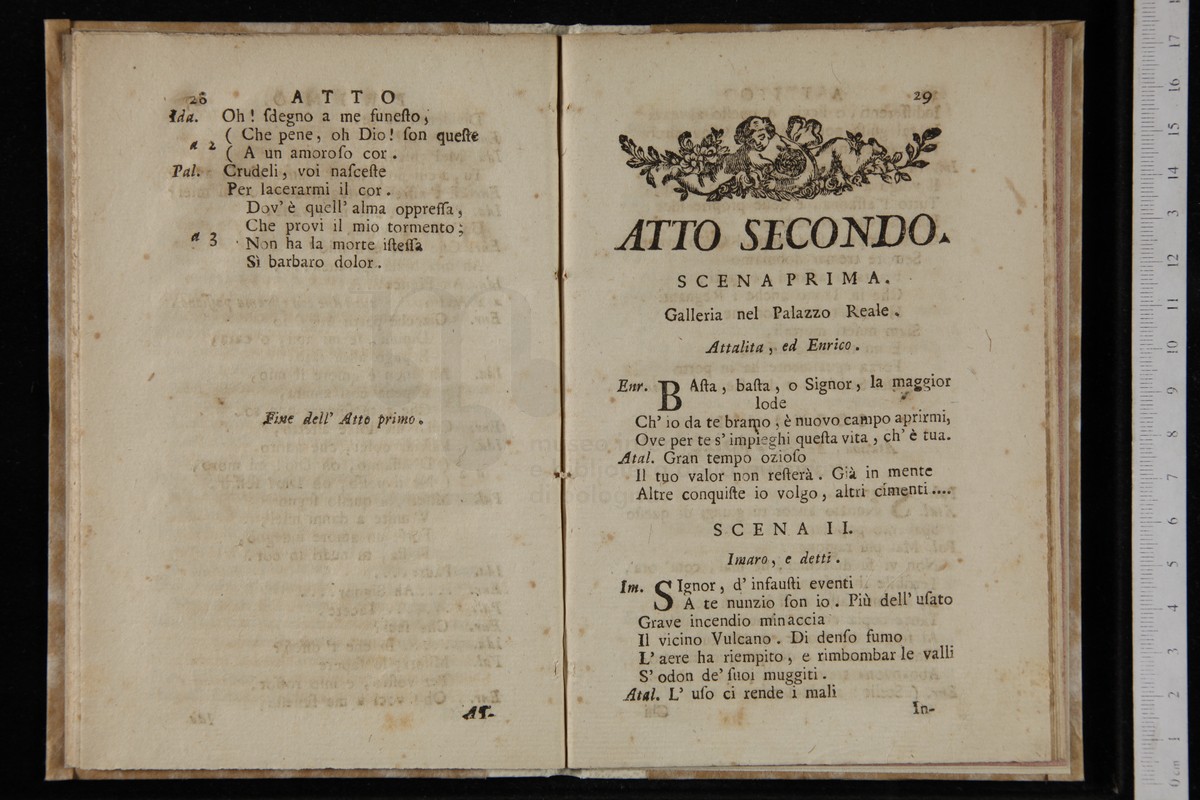 28 ATTO
Ida. Oh! ſdegno a me funeſto,
( Che pene, oh Dio! ſon queſte
a 2
( A un amoroſo cor.
Pal. Crudeli, voi naſceſte
Per lacerarmi il cor.
Dov' è quell' alma oppreſſa,
Che provi il mio tormento;
a 3 Non ha la morte iſteſſa
Sì barbaro dolor.
Fine dell' Atto primo.
AT-
29
ATTO SECONDO.
SCENA PRIMA.
Galleria nel Palazzo Reale.
Attalita, ed Enrico.
Enr. BAſta, baſta, o Signor, la maggior
lode
Ch' io da te bramo, è nuovo campo aprirmi,
Ove per te s' impieghi queſta vita, ch' è tua.
Atal. Gran tempo ozioſo
Il tuo valor non reſterà. Già in mente
Altre conquiſte io volgo, altri cimenti....
SCENA II.
Imaro, e detti.
Im. SIgnor, d' infauſti eventi
A te nunzio ſon io. Più dell' uſato
Grave incendio minaccia
Il vicino Vulcano. Di denſo fumo
L' aere ha riempito, e rimbombar le valli
S' odon de' ſuoi muggiti.
Atal. L' uſo ci rende i mali
In-